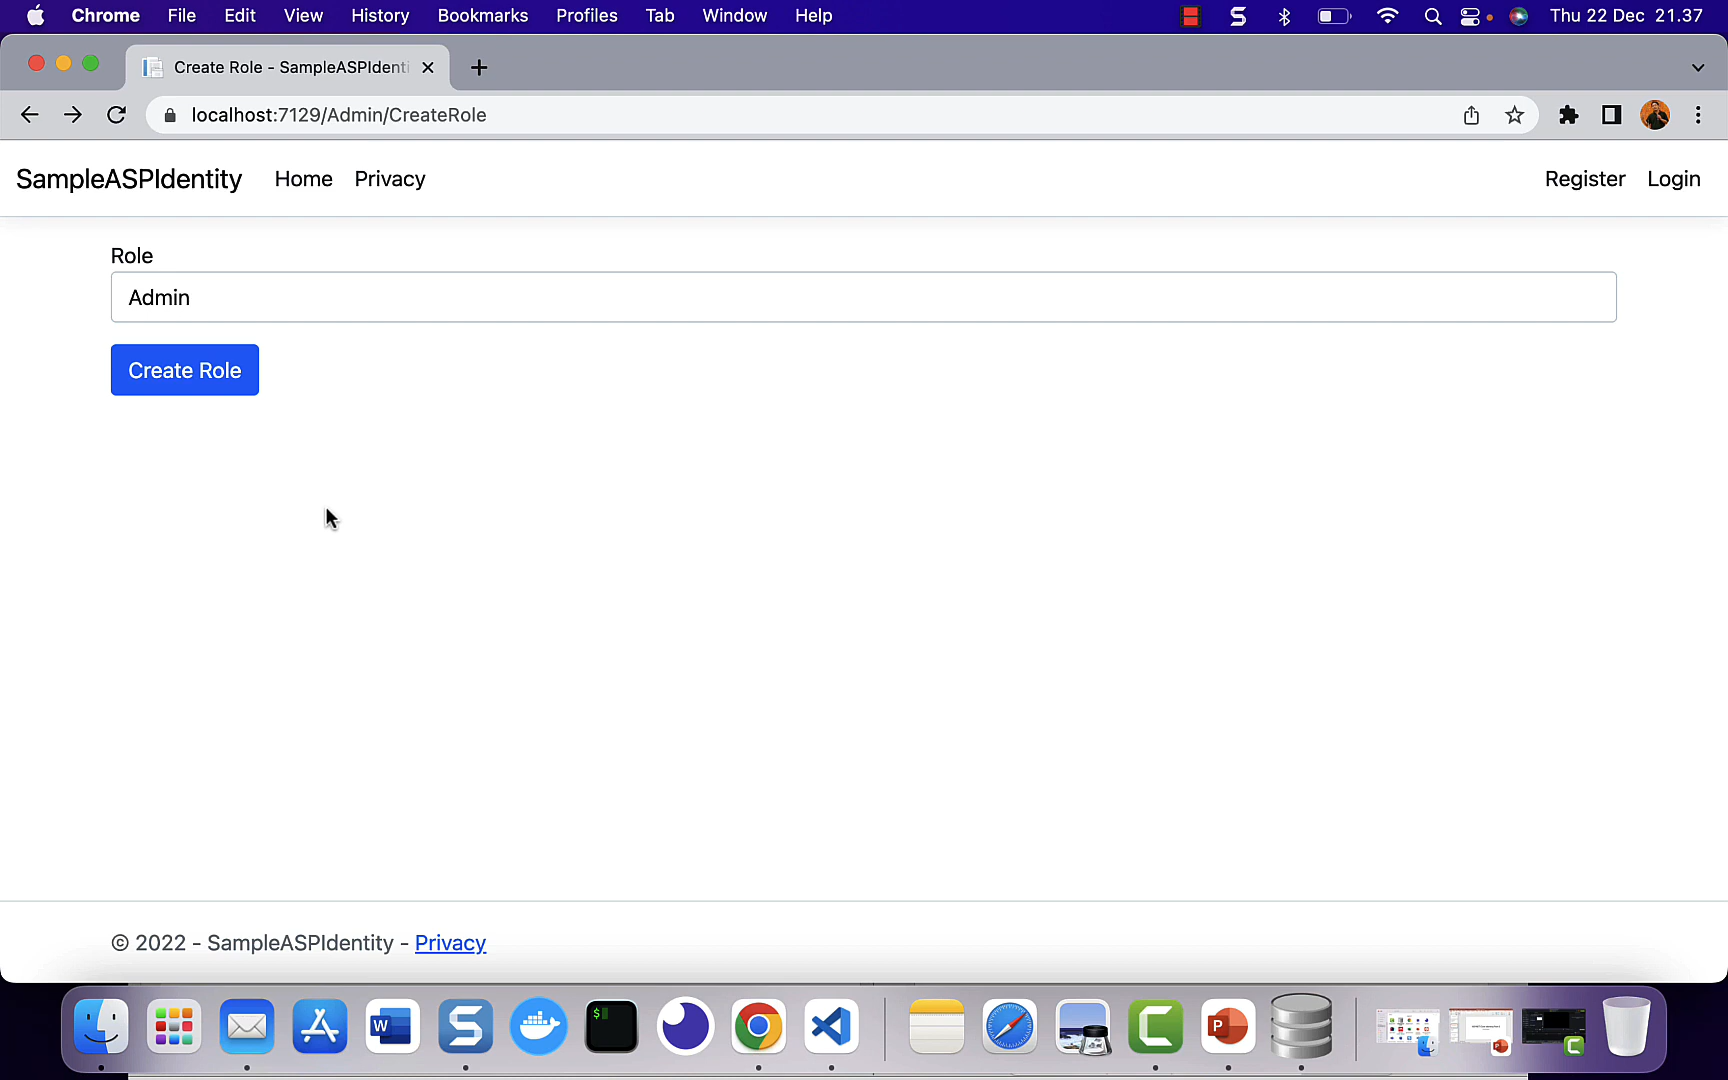 Chrome File Edit View History Bookmarks Profiles Tab Window Help Thu 22 Dec 21.37
Create Role - SampleASPIdenti
localhost:7129/Admin/CreateRole
SampleASPIdentity Home Privacy Register Login
Role
Admin
Create Role
© 2022 - SampleASPIdentity - Privacy